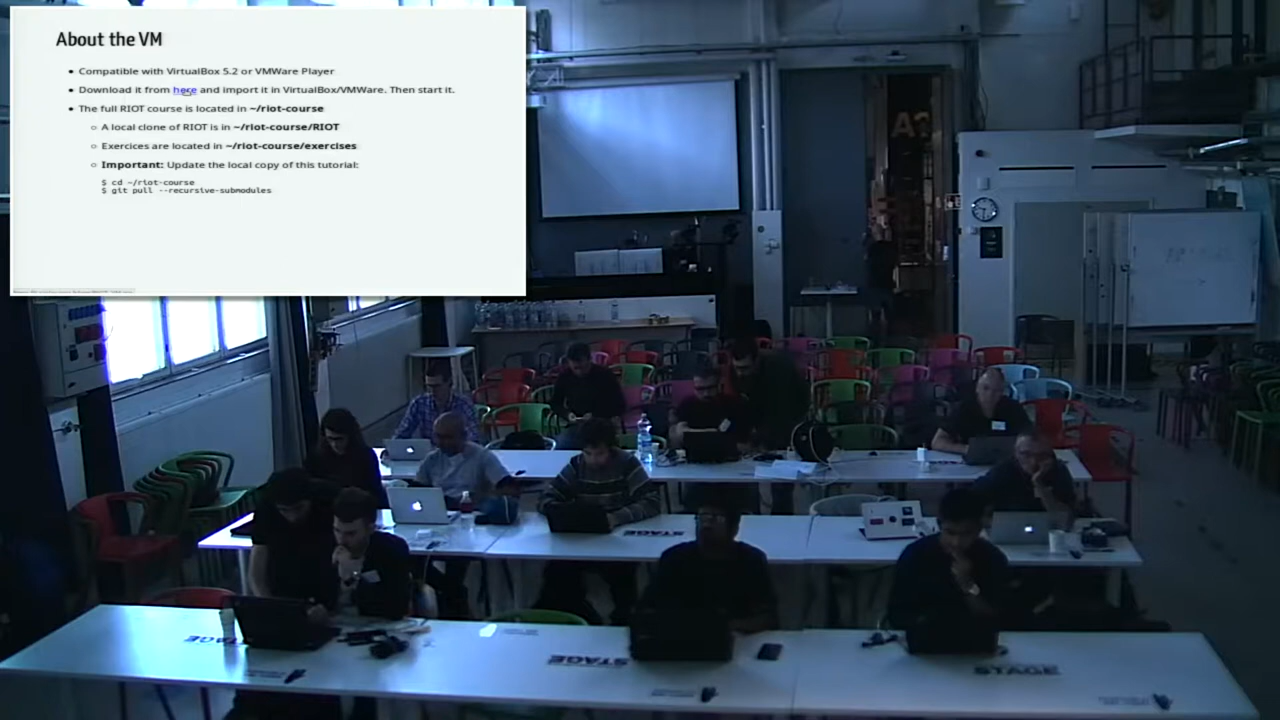 About the VM
Compatible with VirtualBox 5.2 or VMWare Player
Download it from here and import it in VirtualBox/VMWare. Then start it.
The full RIOT course is located in ~/riot-course
A local clone of RIOT is in ~/riot-course/RIOT
Exercices are located in ~/riot-course/exercises
Important: Update the local copy of this tutorial:
$ cd ~/riot-course
$ git pull --recursive-submodules
STAGE
STAGE
STAGE
STAGE